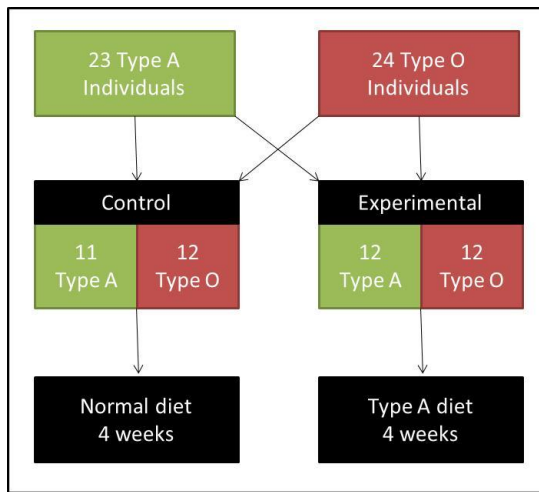 23 Type A
Individuals
24 Type O
Individuals
Control
Experimental
11
Type A
12
Type O
12
Type A
12
Type O
Normal diet
4 weeks
Type A diet
4 weeks